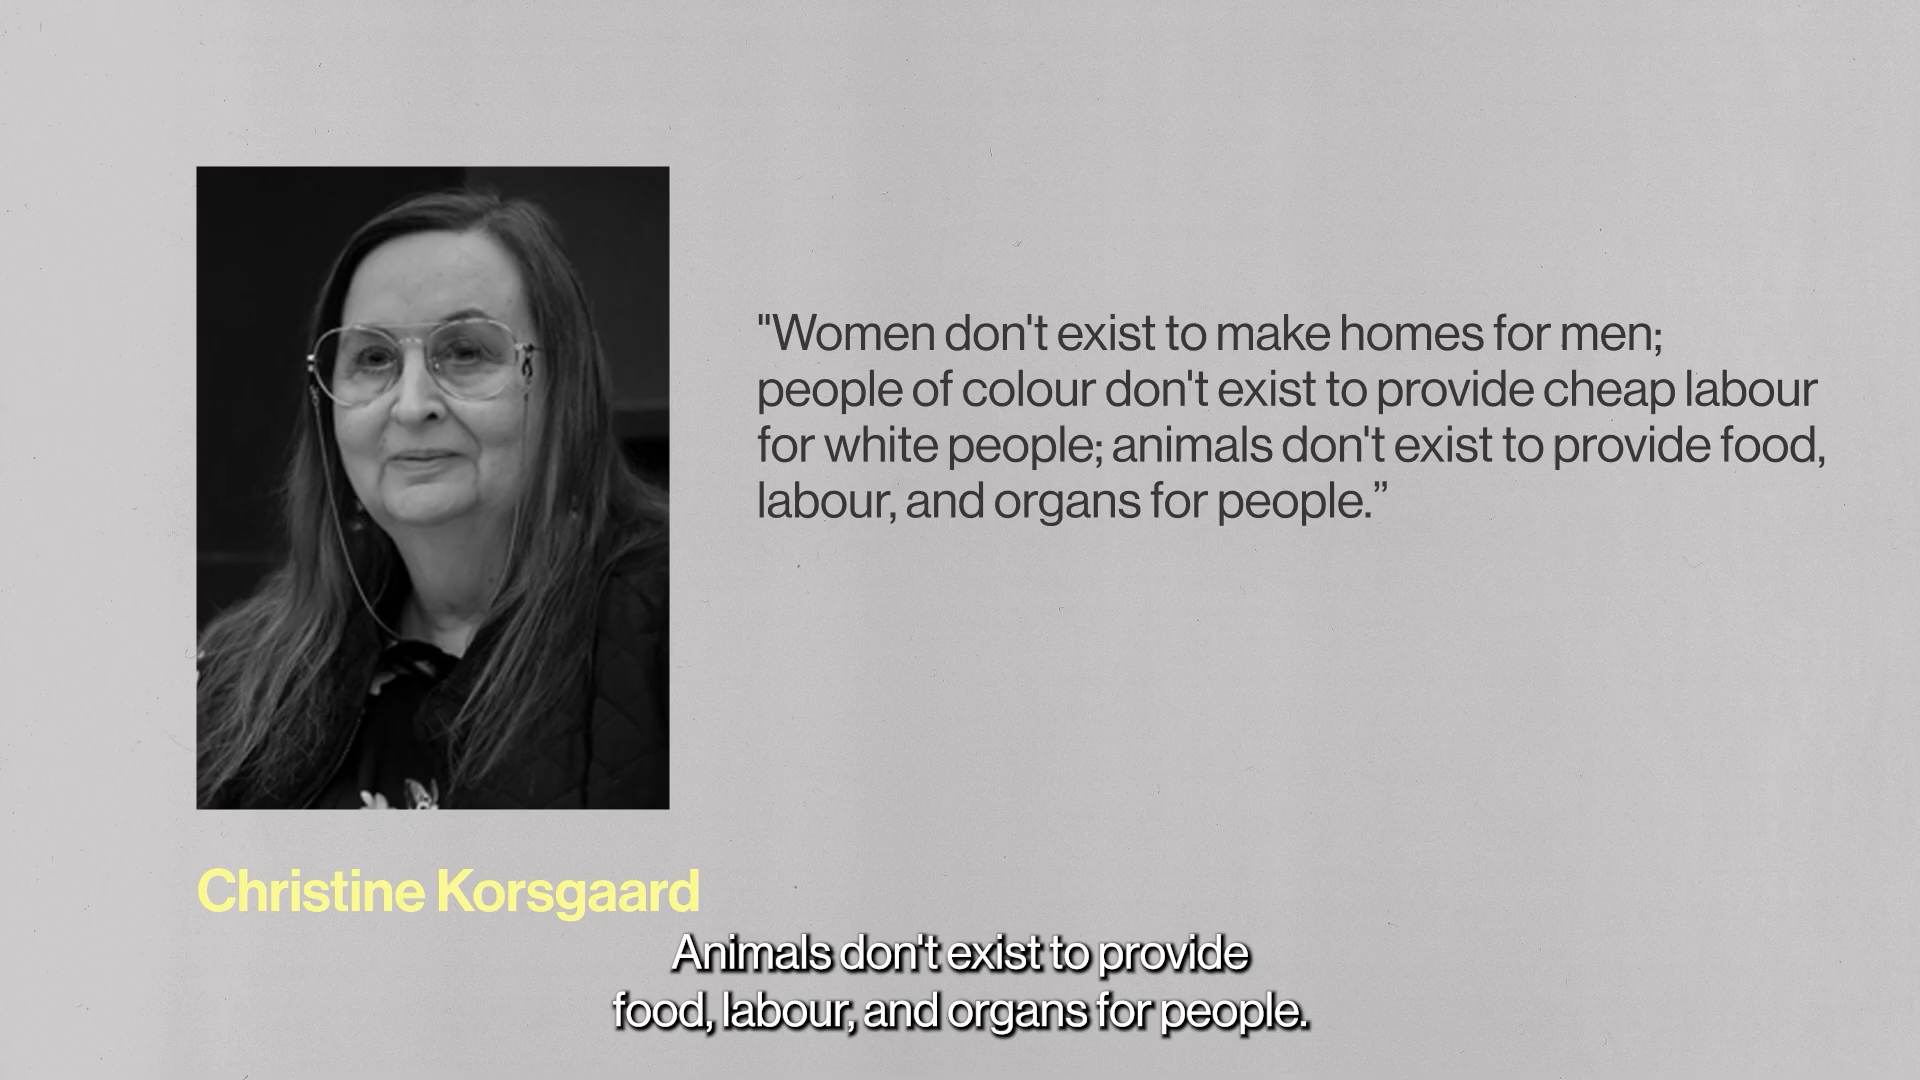 "Women don't exist to make homes for men;
people of colour don't exist to provide cheap labour
for white people; animals don't exist to provide food,
labour, and organs for people.”
Christine Korsgaard
Animals don't exist to provide
food, labour, and organs for people.